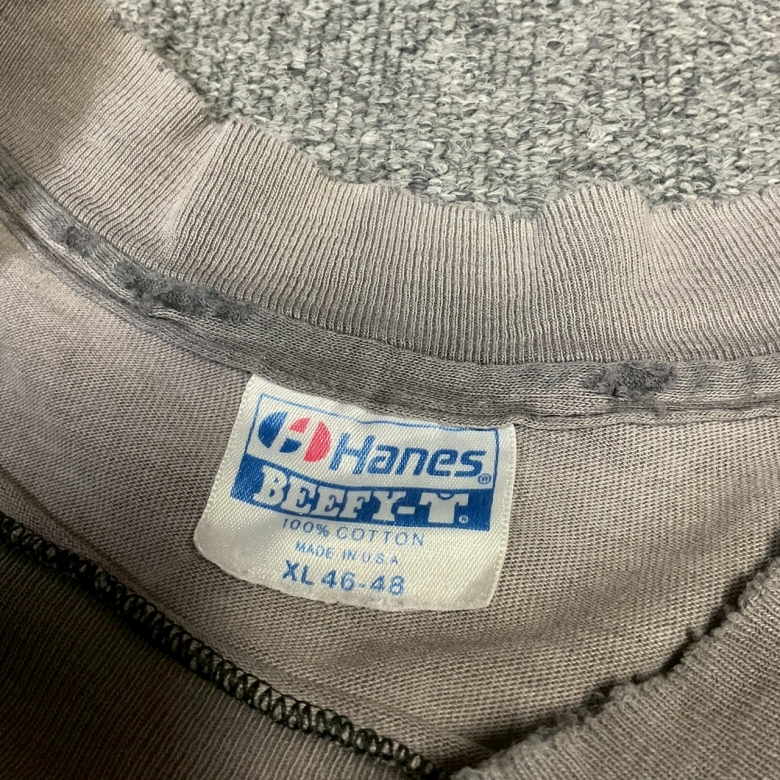 Hanes®
BEEFY-T®
100% COTTON
MADE IN U.S.A
XL 46-48